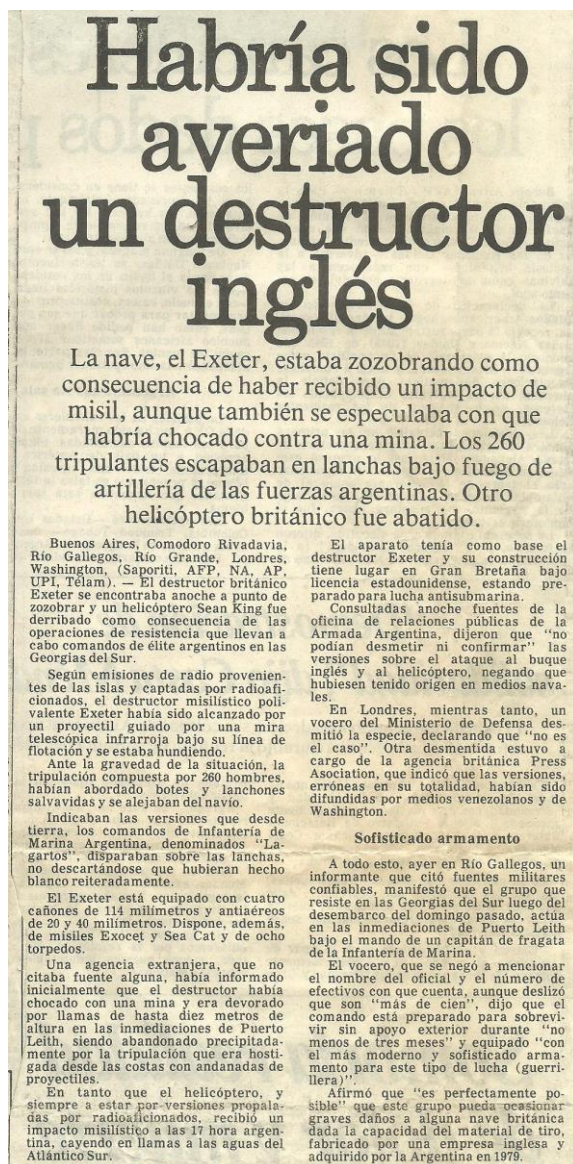 Habría sido
averiado
un destructor
inglés
La nave, el Exeter, estaba zozobrando como
consecuencia de haber recibido un impacto de
misil, aunque también se especulaba con que
habría chocado contra una mina. Los 260
tripulantes escapaban en lanchas bajo fuego de
artillería de las fuerzas argentinas. Otro
helicóptero británico fue abatido.
Buenos Aires, Comodoro Rivadavia,
Río Gallegos, Río Grande, Londres,
Washington, (Saporiti, AFP, NA, AP,
UPI, Télam). — El destructor británico
Exeter se encontraba anoche a punto de
zozobrar y un helicóptero Sean King fue
derribado como consecuencia de las
operaciones de resistencia que llevan a
cabo comandos de élite argentinos en las
Georgias del Sur.
Según emisiones de radio provenien-
tes de las islas y captadas por radioafi-
cionados, el destructor misilístico poli-
valente Exeter había sido alcanzado por
un proyectil guiado por una mira
telescópica infrarroja bajo su línea de
flotación y se estaba hundiendo.
Ante la gravedad de la situación, la
tripulación compuesta por 260 hombres,
habían abordado botes y lanchones
salvavidas y se alejaban del navío.
Indicaban las versiones que desde
tierra, los comandos de Infantería de
Marina Argentina, denominados "La-
gartos", disparaban sobre las lanchas,
no descartándose que hubieran hecho
blanco reiteradamente.
El Exeter está equipado con cuatro
cañones de 114 milímetros y antiaéreos
de 20 y 40 milímetros. Dispone, además,
de misiles Exocet y Sea Cat y de ocho
torpedos.
Una agencia extranjera, que no
citaba fuente alguna, había informado
inicialmente que el destructor había
chocado con una mina y era devorado
por llamas de hasta diez metros de
altura en las inmediaciones de Puerto
Leith, siendo abandonado precipitada-
mente por la tripulación que era hosti-
gada desde las costas con andanadas de
proyectiles.
En tanto que el helicóptero, y
siempre a estar por versiones propala-
das por radioaficionados, recibió un
impacto misilístico a las 17 hora argen-
tina, cayendo en llamas a las aguas del
Atlántico Sur.
El aparato tenía como base el
destructor Exeter y su construcción
tiene lugar en Gran Bretaña bajo
licencia estadounidense, estando pre-
parado para lucha antisubmarina.
Consultadas anoche fuentes de la
oficina de relaciones públicas de la
Armada Argentina, dijeron que "no
podían desmetir ni confirmar" las
versiones sobre el ataque al buque
inglés y al helicóptero, negando que
hubiesen tenido origen en medios nava-
les.
En Londres, mientras tanto, un
vocero del Ministerio de Defensa des-
mitió la especie, declarando que "no es
el caso". Otra desmentida estuvo a
cargo de la agencia británica Press
Asociation, que indicó que las versiones,
erróneas en su totalidad, habían sido
difundidas por medios venezolanos y de
Washington.
Sofisticado armamento
A todo esto, ayer en Río Gallegos, un
informante que citó fuentes militares
confiables, manifestó que el grupo que
resiste en las Georgias del Sur luego del
desembarco del domingo pasado, actúa
en las inmediaciones de Puerto Leith
bajo el mando de un capitán de fragata
de la Infantería de Marina.
El vocero, que se negó a mencionar
el nombre del oficial y el número de
efectivos con que cuenta, aunque deslizó
que son "más de cien", dijo que el
comando está preparado para sobrevi-
vir sin apoyo exterior durante "no
menos de tres meses" y equipado "con
el más moderno y sofisticado arma-
mento para este tipo de lucha (guerri-
llera)".
Afirmó que "es perfectamente po-
sible" que este grupo pueda ocasionar
graves daños a alguna nave británica
dada la capacidad del material de tiro,
fabricado por una empresa inglesa y
adquirido por la Argentina en 1979.